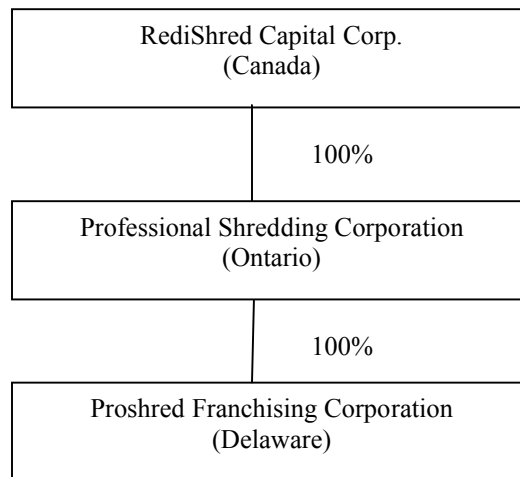 RediShred Capital Corp.
(Canada)
100%
Professional Shredding Corporation
(Ontario)
100%
Proshred Franchising Corporation
(Delaware)